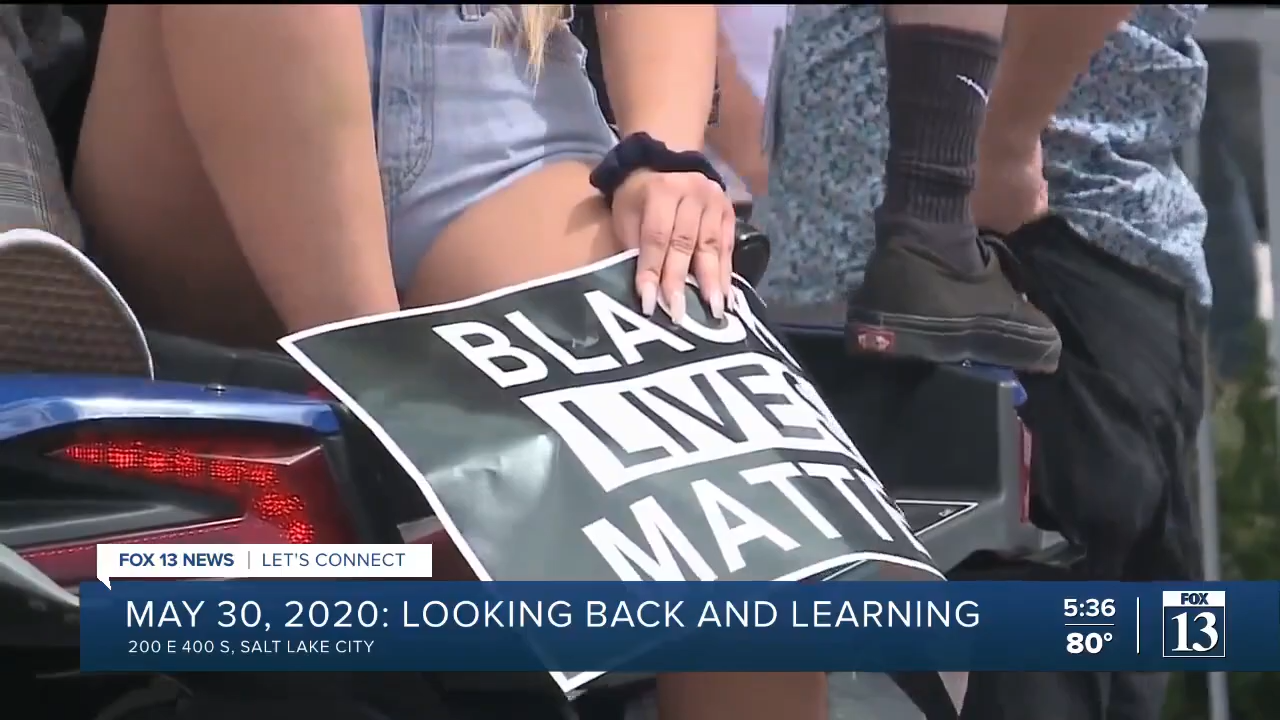 BLAC
LIVES
MATT
FOX 13 NEWS | LET'S CONNECT
MAY 30, 2020: LOOKING BACK AND LEARNING
200 E 400 S, SALT LAKE CITY
5:36
80°
FOX
13